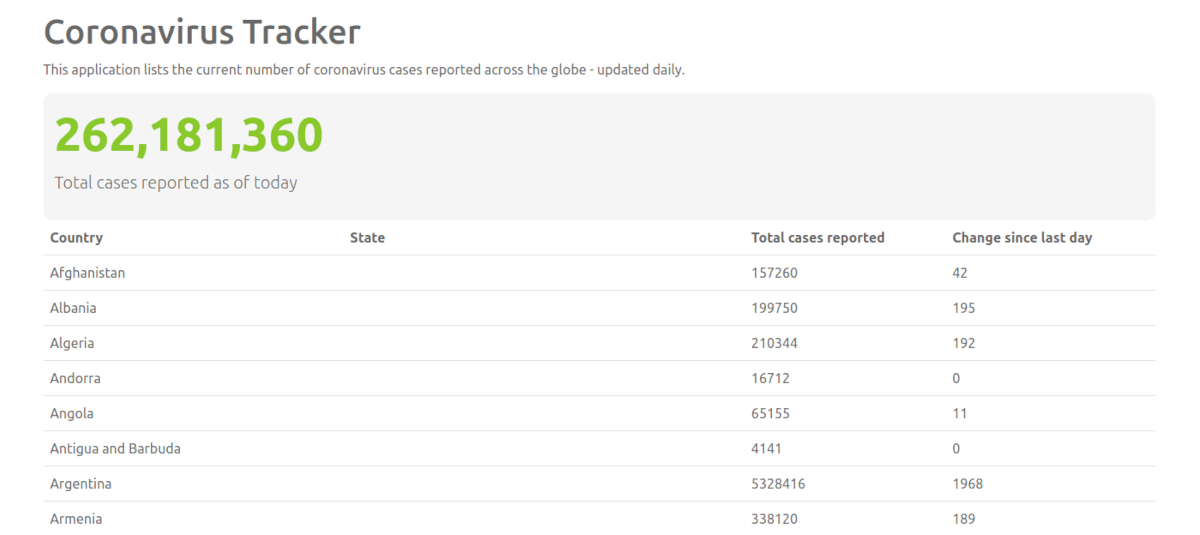 Coronavirus Tracker
This application lists the current number of coronavirus cases reported across the globe - updated daily.
262,181,360
Total cases reported as of today
Country State Total cases reported Change since last day
Afghanistan 157260 42
Albania 199750 195
Algeria 210344 192
Andorra 16712 0
Angola 65155 11
Antigua and Barbuda 4141 0
Argentina 5328416 1968
Armenia 338120 189